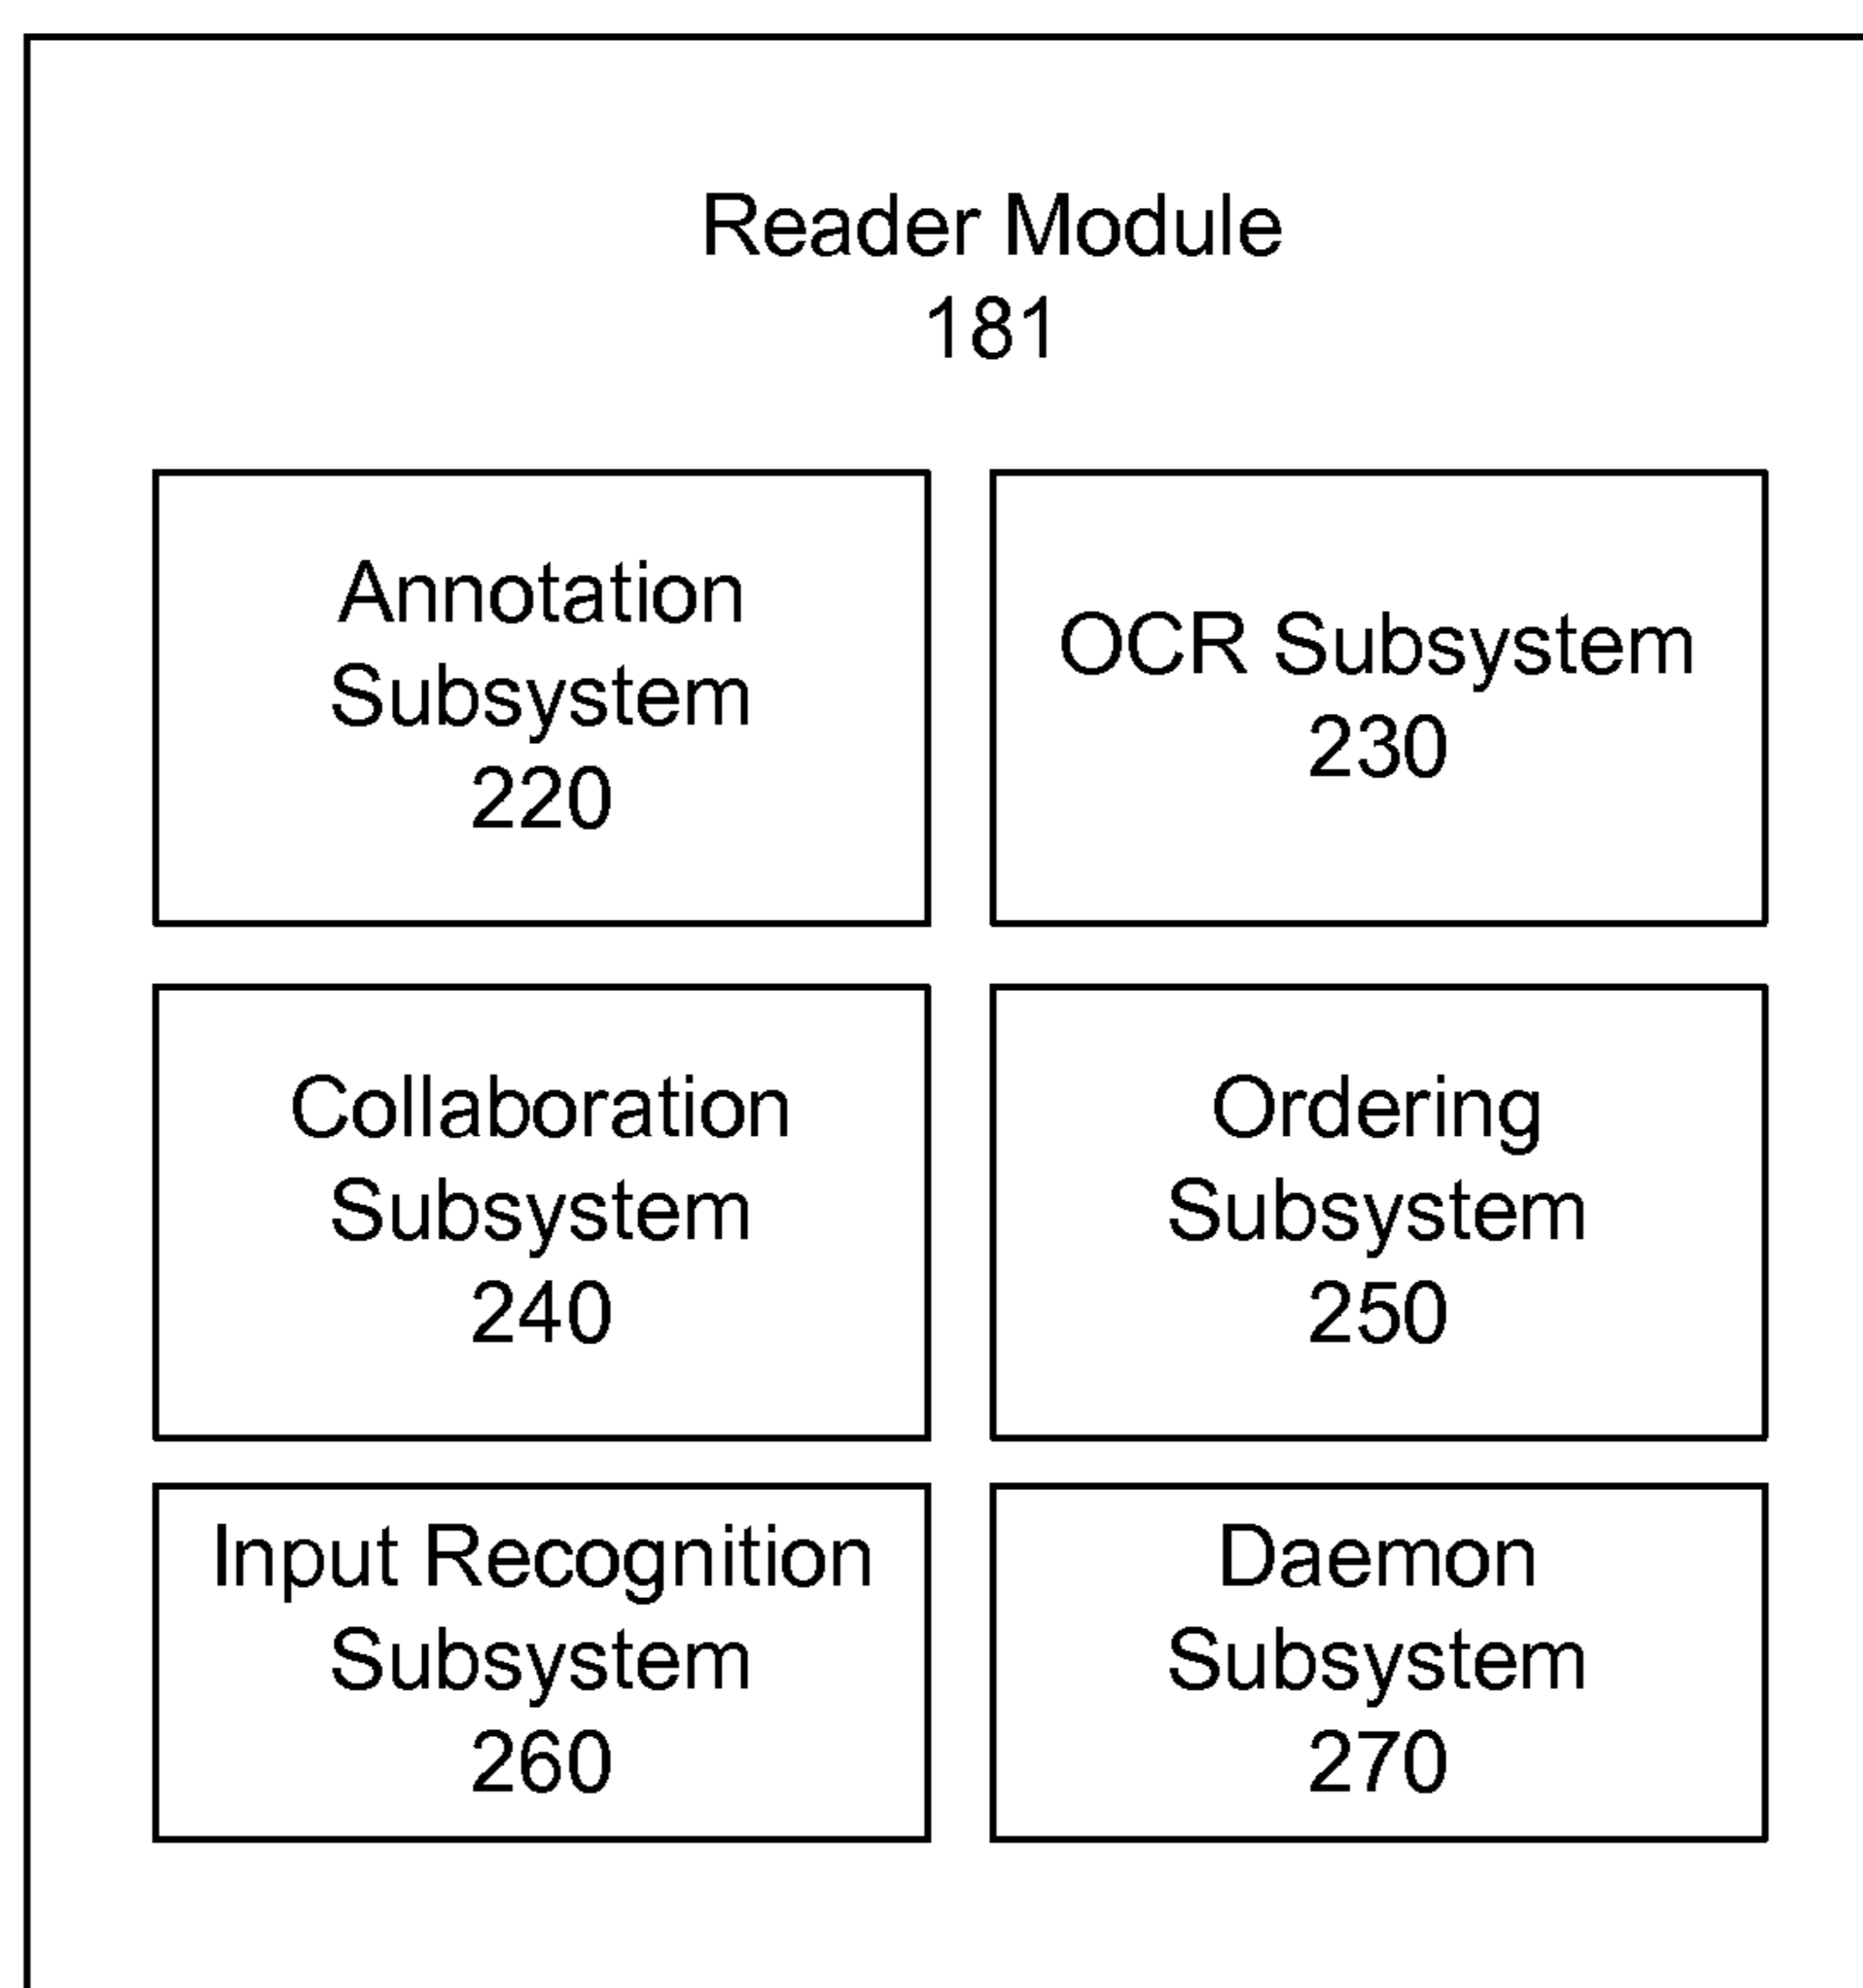 Reader Module
181
Annotation
Subsystem
220
OCR Subsystem
230
Collaboration
Subsystem
240
Ordering
Subsystem
250
Input Recognition
Subsystem
260
Daemon
Subsystem
270